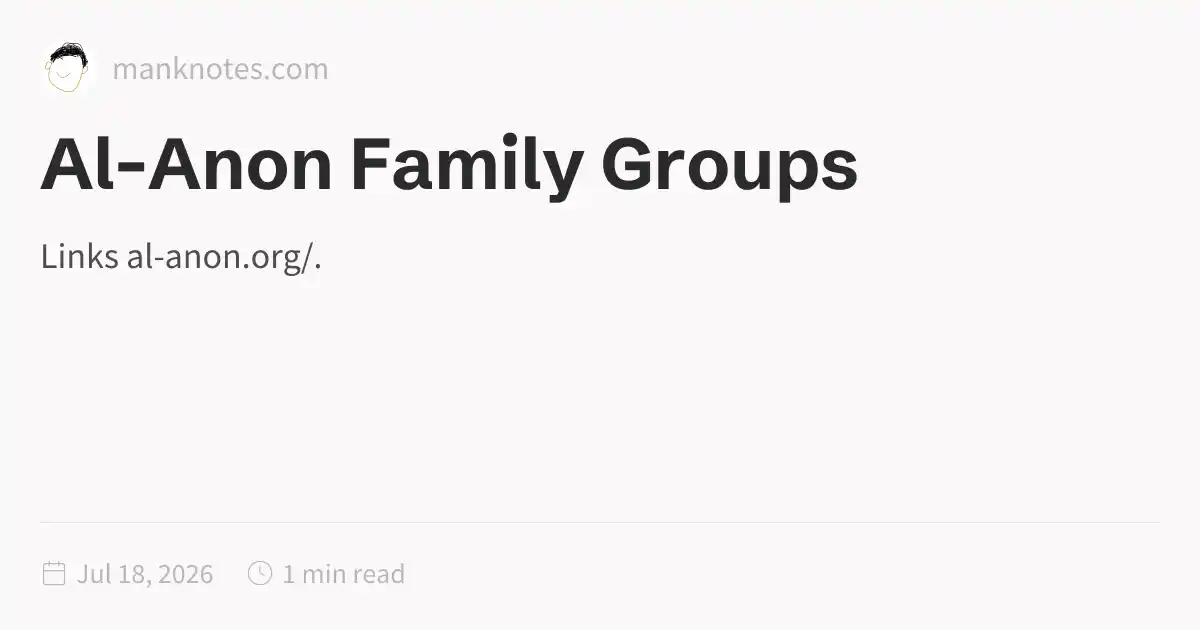 manknotes.com
Al-Anon Family Groups
Links al-anon.org/.
Jul 18, 2026 1 min read